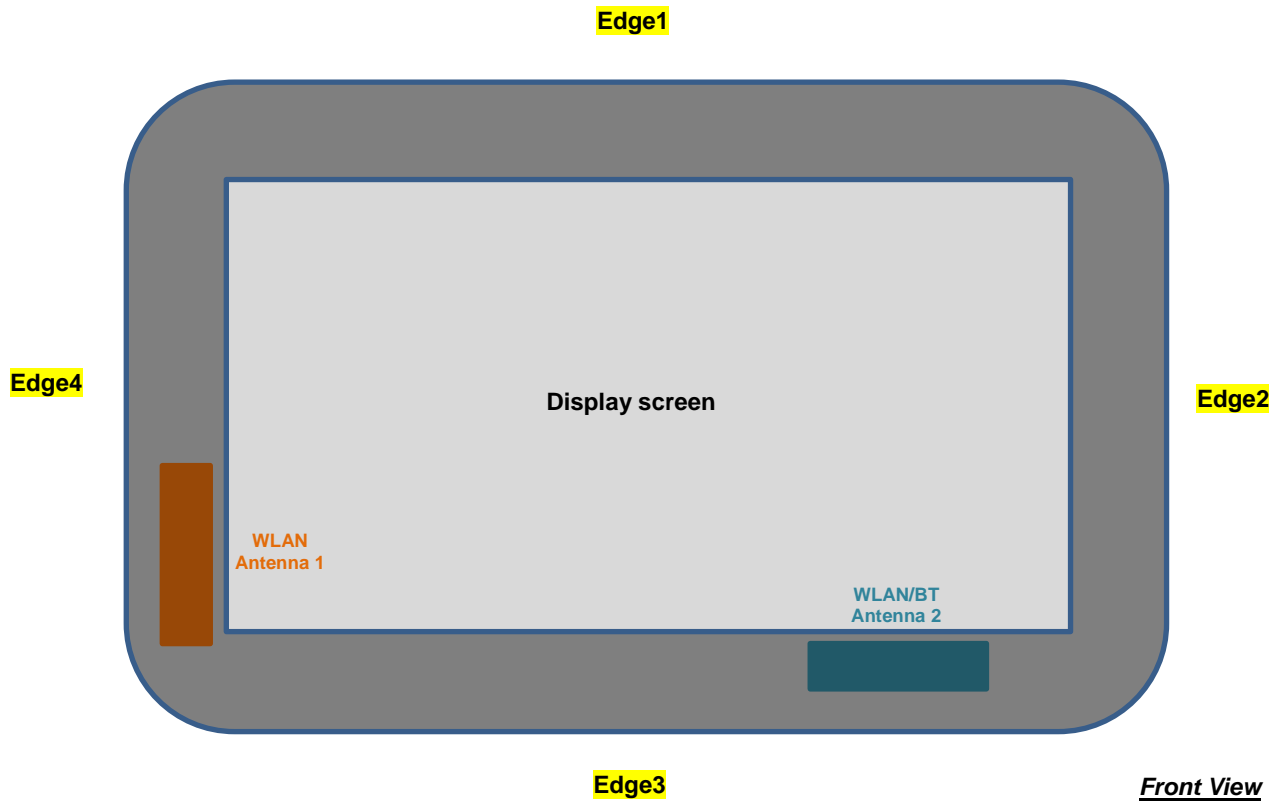 Edge1
Edge4
Display screen
Edge2
WLAN
Antenna 1
WLAN/BT
Antenna 2
Edge3
Front View